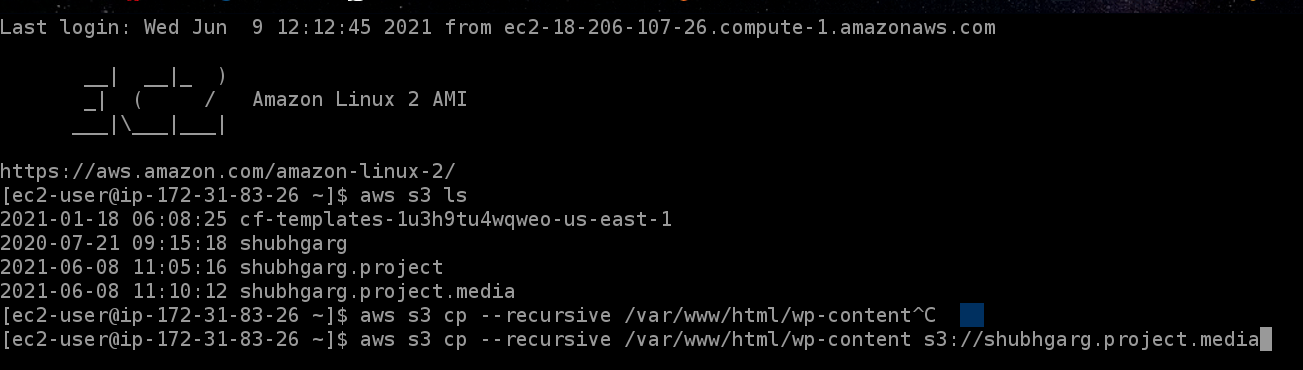 Last login: Wed Jun  9 12:12:45 2021 from ec2-18-206-107-26.compute-1.amazonaws.com
       __|  __|_  )
       _|  (     /   Amazon Linux 2 AMI
      ___|\___|___|
https://aws.amazon.com/amazon-linux-2/
[ec2-user@ip-172-31-83-26 ~]$ aws s3 ls
2021-01-18 06:08:25 cf-templates-1u3h9tu4wqweo-us-east-1
2020-07-21 09:15:18 shubhgarg
2021-06-08 11:05:16 shubhgarg.project
2021-06-08 11:10:12 shubhgarg.project.media
[ec2-user@ip-172-31-83-26 ~]$ aws s3 cp --recursive /var/www/html/wp-content^C
[ec2-user@ip-172-31-83-26 ~]$ aws s3 cp --recursive /var/www/html/wp-content s3://shubhgarg.project.media